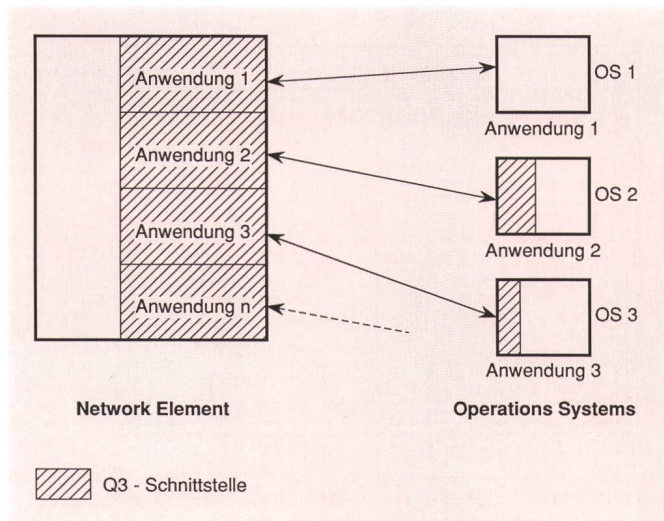 Anwendung 1
Anwendung 2
Anwendung 3
Anwendung n
OS 1
Anwendung 1
OS 2
Anwendung 2
OS 3
Anwendung 3
Network Element
Operations Systems
Q3 - Schnittstelle